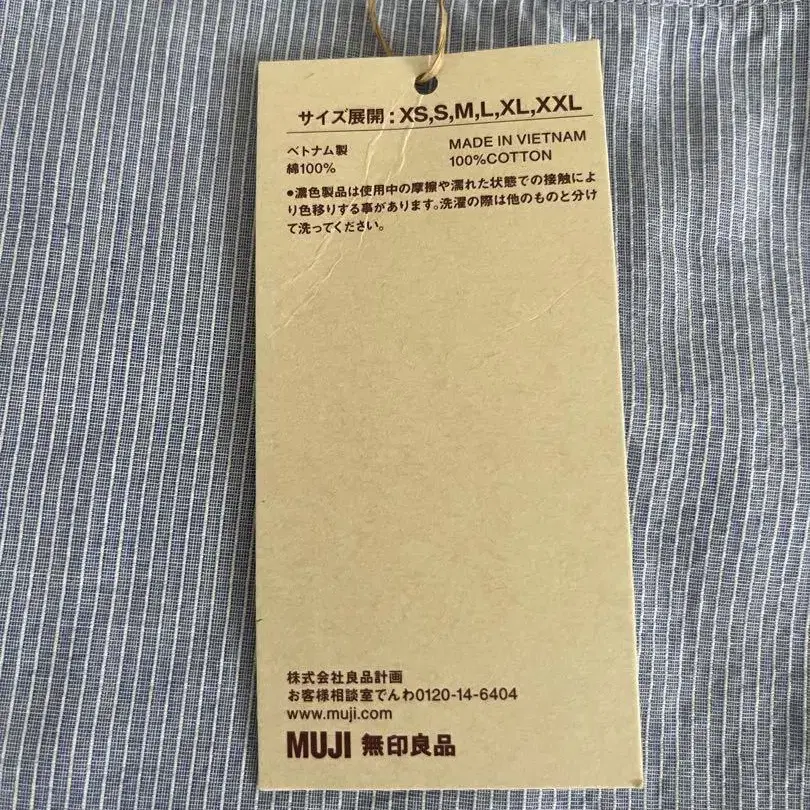 サイズ展開：XS,S,M,L,XL,XXL
ベトナム製
綿100%
MADE IN VIETNAM
100%COTTON
●濃色製品は使用中の摩擦や濡れた状態での接触によ
り色移りする事があります。洗濯の際は他のものと分け
て洗ってください。
株式会社良品計画
お客様相談室でんわ0120-14-6404
www.muji.com
MUJI 無印良品